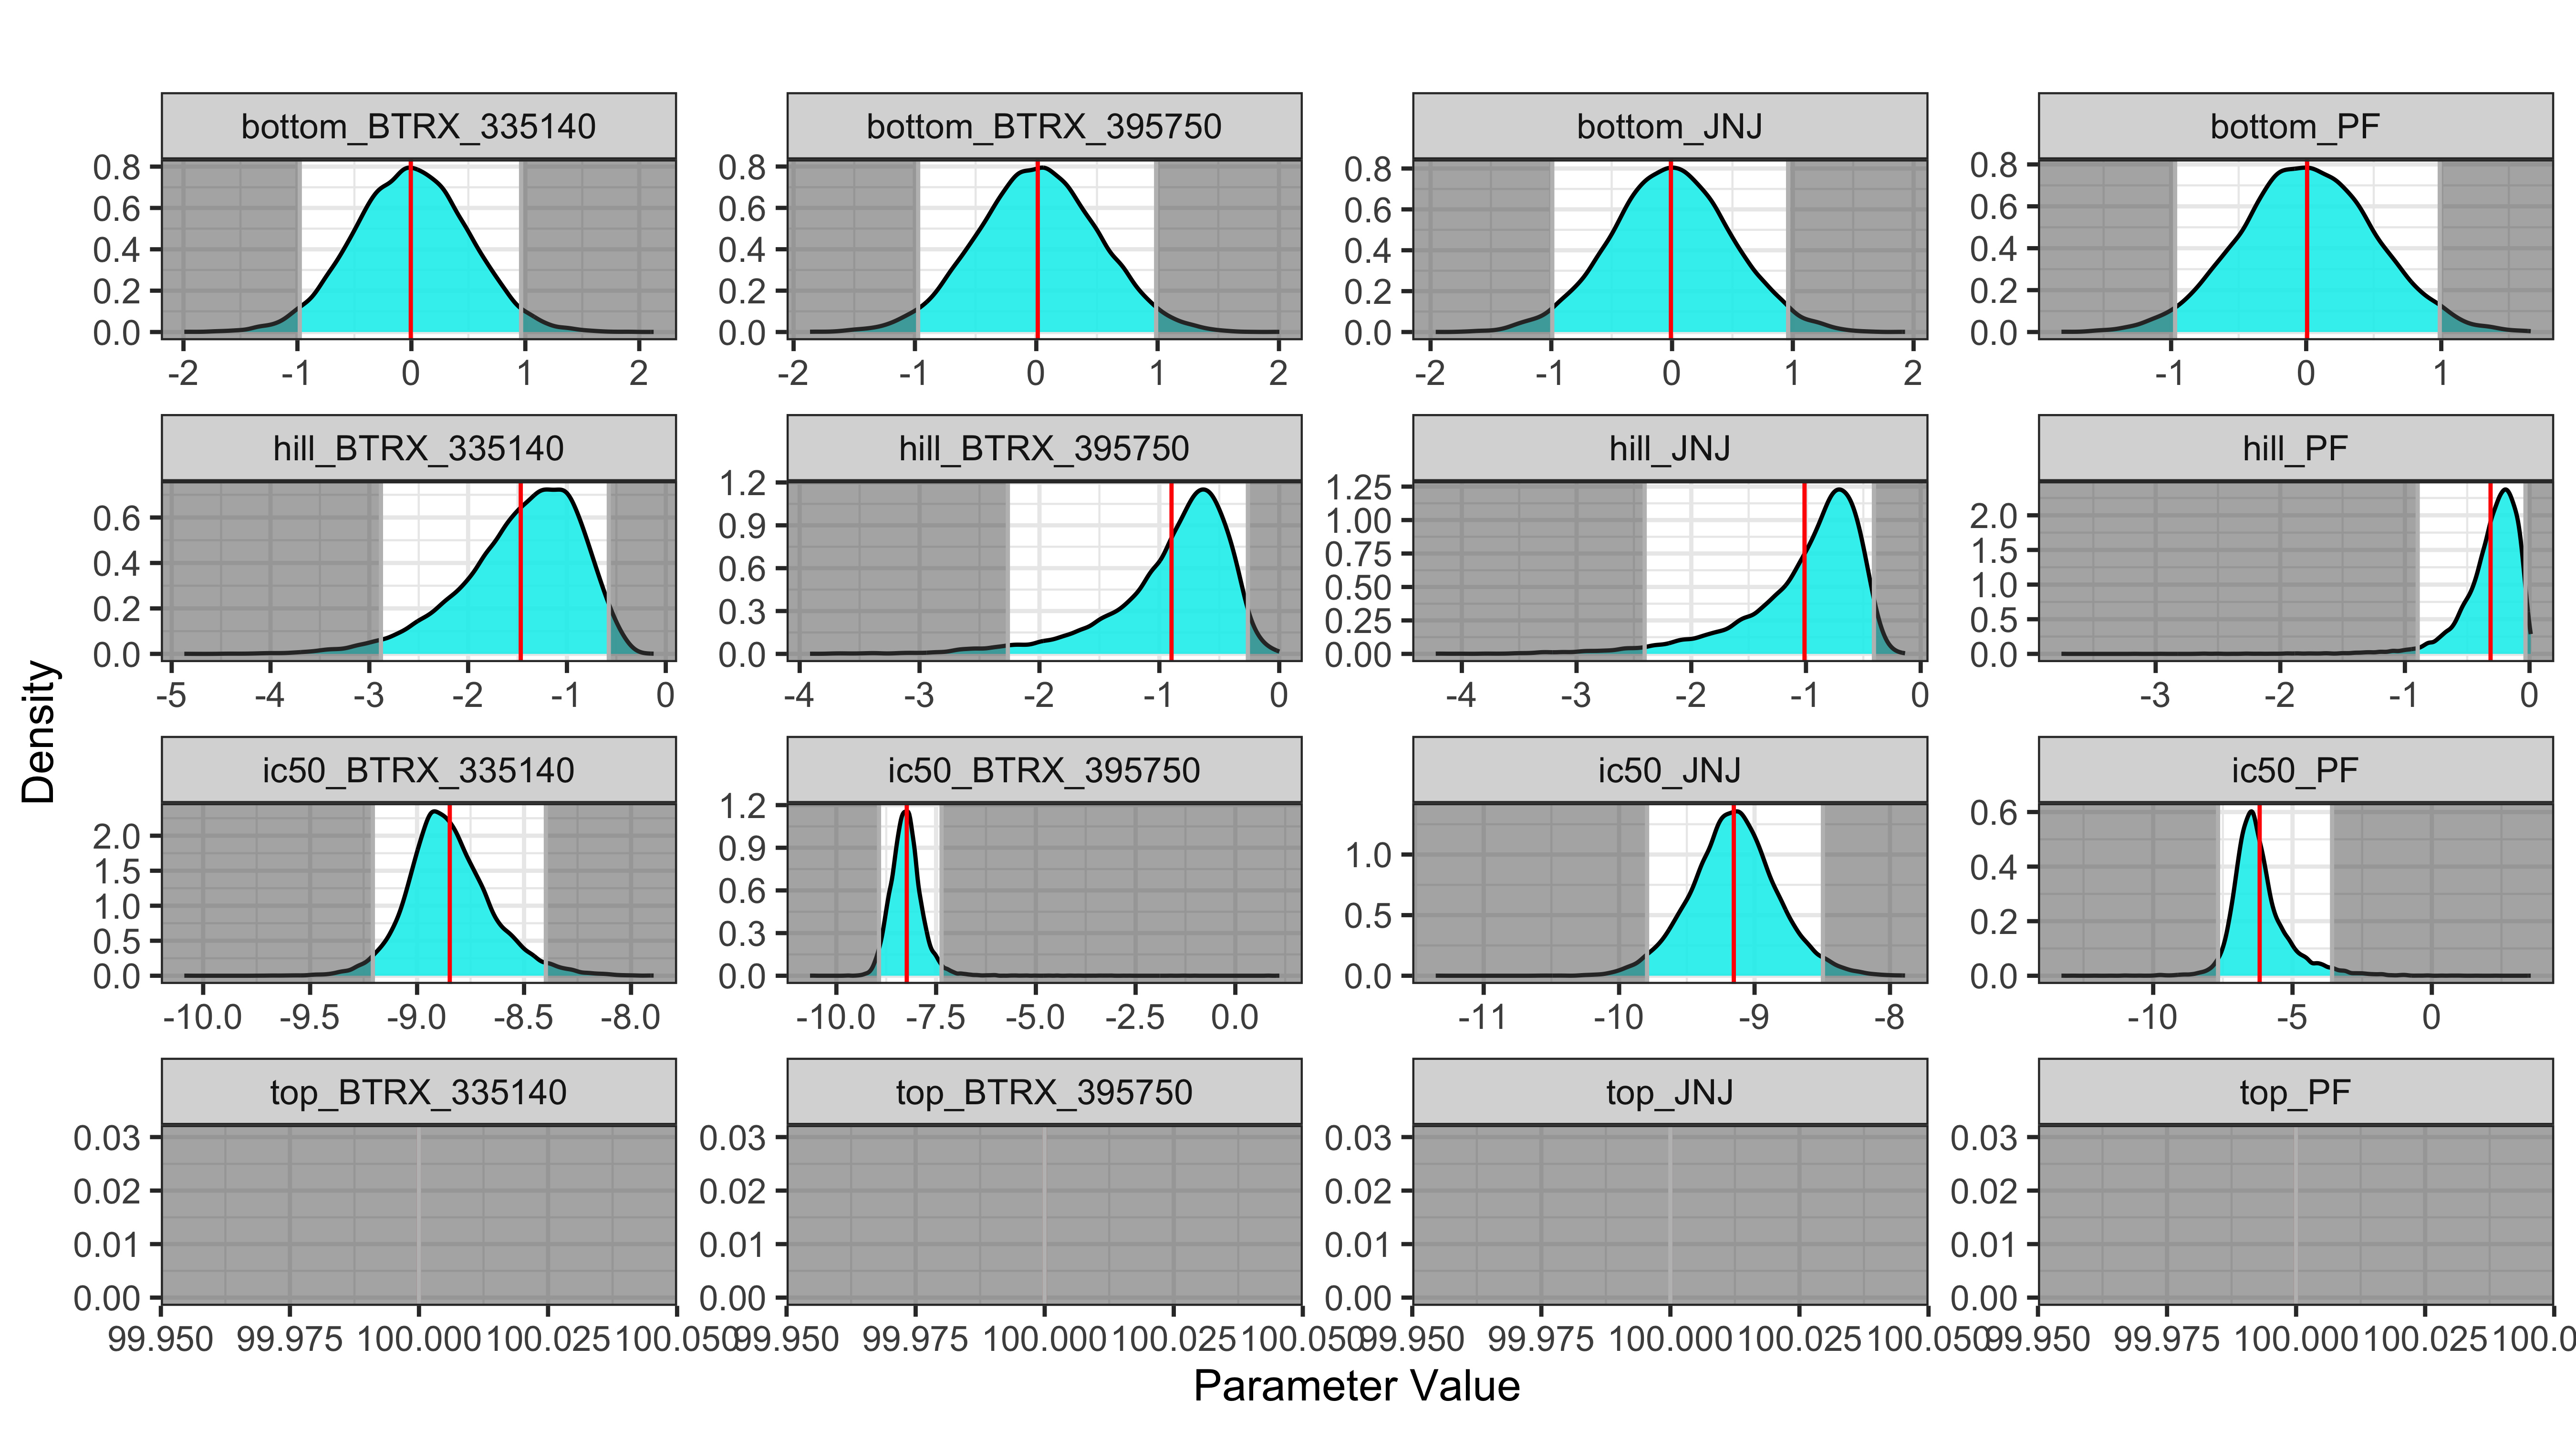 bottom_BTRX_335140 bottom_BTRX_395750 bottom_JNJ bottom_PF
0.8 0.8 0.8 0.8
0.6 0.6 0.6 0.6
0.4 0.4 0.4 0.4
0.2 0.2 0.2 0.2
0.0 0.0 0.0 0.0
-2 -1 0 1 2 -2 -1 0 1 2 -2 -1 0 1 2 -1 0 1
hill_BTRX_335140 hill_BTRX_395750 hill_JNJ hill_PF
0.6 0.4 0.2 0.0
1.2 0.9 0.6 0.3 0.0
1.25 1.00 0.75 0.50 0.25 0.00
2.0 1.5 1.0 0.5 0.0
-5 -4 -3 -2 -1 0 -4 -3 -2 -1 0 -4 -3 -2 -1 0 -3 -2 -1 0
Density
ic50_BTRX_335140 ic50_BTRX_395750 ic50_JNJ ic50_PF
2.0 1.5 1.0 0.5 0.0
1.2 0.9 0.6 0.3 0.0
1.0 0.5 0.0
0.6 0.4 0.2 0.0
-10.0 -9.5 -9.0 -8.5 -8.0 -10.0 -7.5 -5.0 -2.5 0.0 -11 -10 -9 -8 -10 -5 0
top_BTRX_335140 top_BTRX_395750 top_JNJ top_PF
0.03 0.03 0.03 0.03
0.02 0.02 0.02 0.02
0.01 0.01 0.01 0.01
0.00 0.00 0.00 0.00
99.950 99.975 100.000 100.025 100.050 99.950 99.975 100.000 100.025 100.050 99.950 99.975 100.000 100.025 100.050 99.950 99.975 100.000 100.025 100.0
Parameter Value